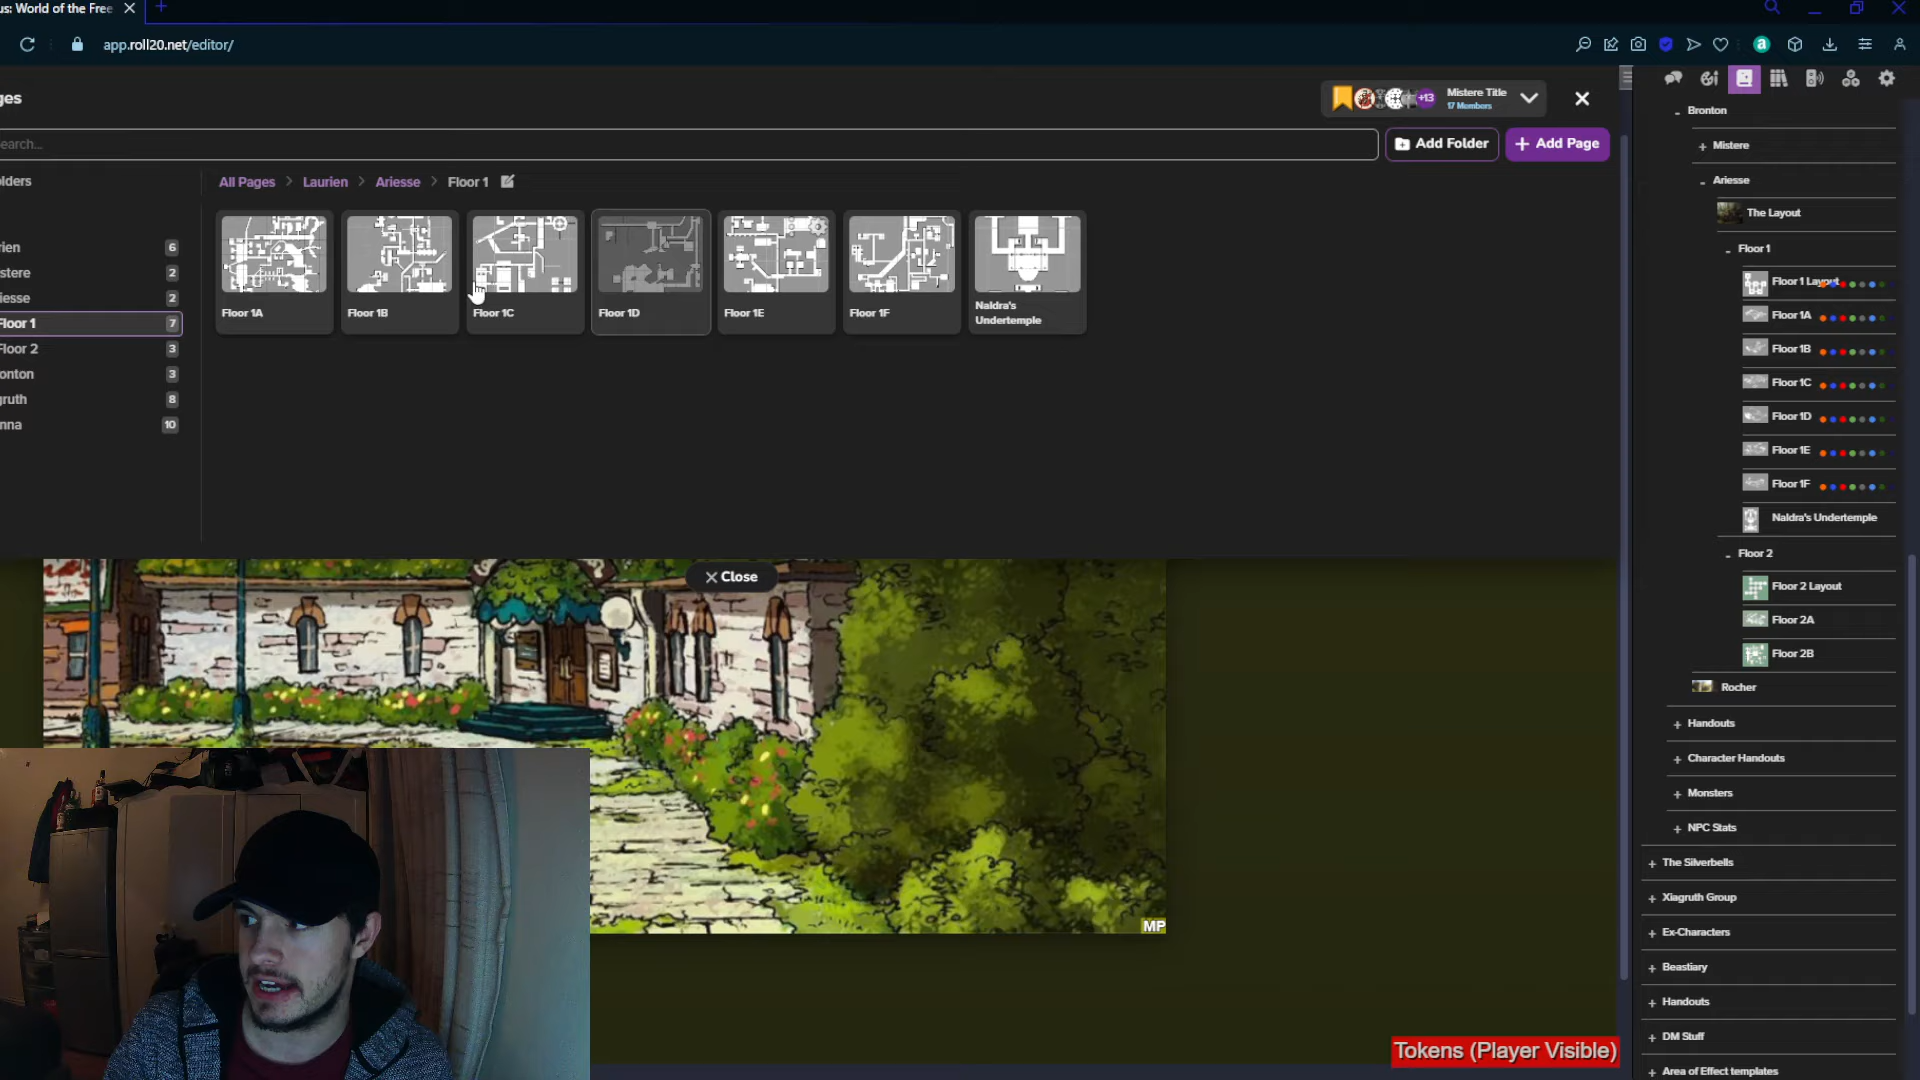 us: World of the Free
app.roll20.net/editor/
ges
Mistere Title
17 Members
+13
earch...
Add Folder
Add Page
olders
All Pages > Laurien > Ariesse > Floor 1
rien 6
stere 2
iesse 2
Floor 1 7
Floor 2 3
onton 3
gruth 8
nna 10
Floor 1A
Floor 1B
Floor 1C
Floor 1D
Floor 1E
Floor 1F
Naldra's
Undertemple
Close
MP
Tokens (Player Visible)
Bronton
Mistere
Ariesse
The Layout
Floor 1
Floor 1 Layout
Floor 1A
Floor 1B
Floor 1C
Floor 1D
Floor 1E
Floor 1F
Naldra's Undertemple
Floor 2
Floor 2 Layout
Floor 2A
Floor 2B
Rocher
Handouts
Character Handouts
Monsters
NPC Stats
The Silverbells
Xiagruth Group
Ex-Characters
Beastiary
Handouts
DM Stuff
Area of Effect templates